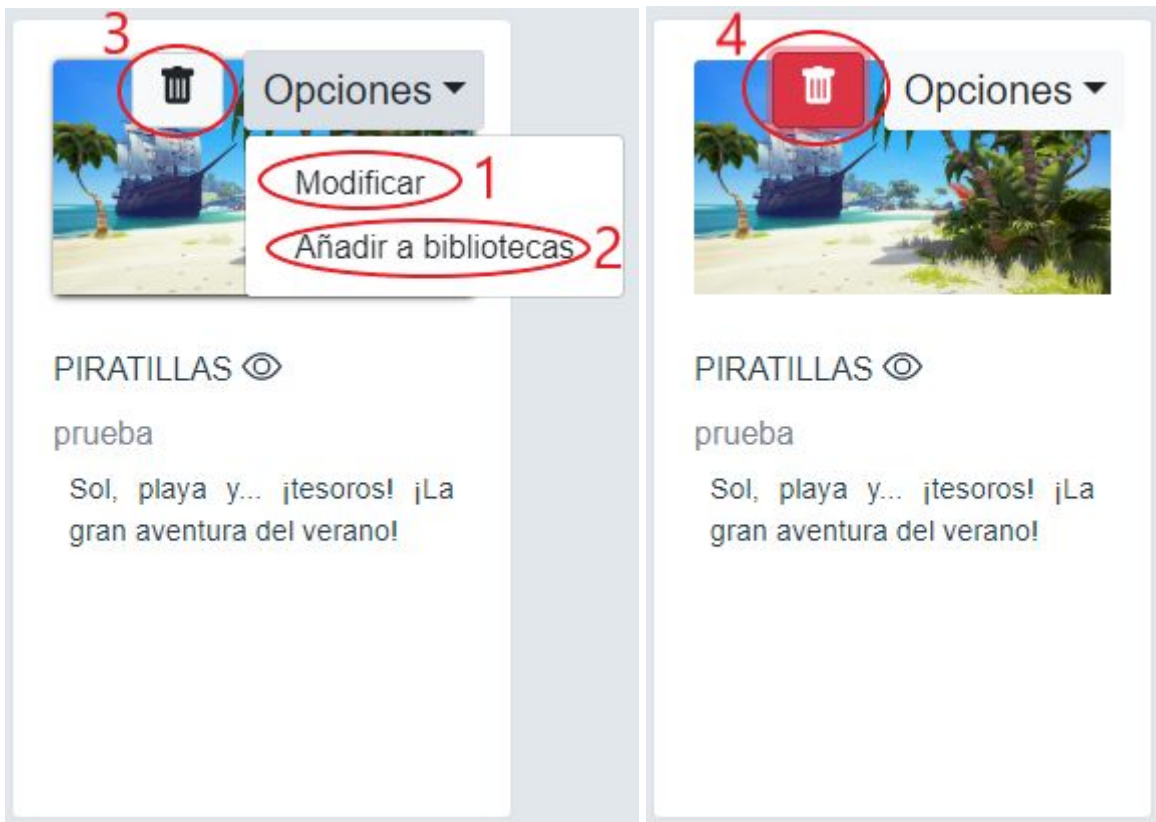 3
Opciones
Modificar 1
Añadir a bibliotecas 2
PIRATILLAS
prueba
Sol, playa y... ¡tesoros! ¡La
gran aventura del verano!
4
Opciones
PIRATILLAS
prueba
Sol, playa y... ¡tesoros! ¡La
gran aventura del verano!